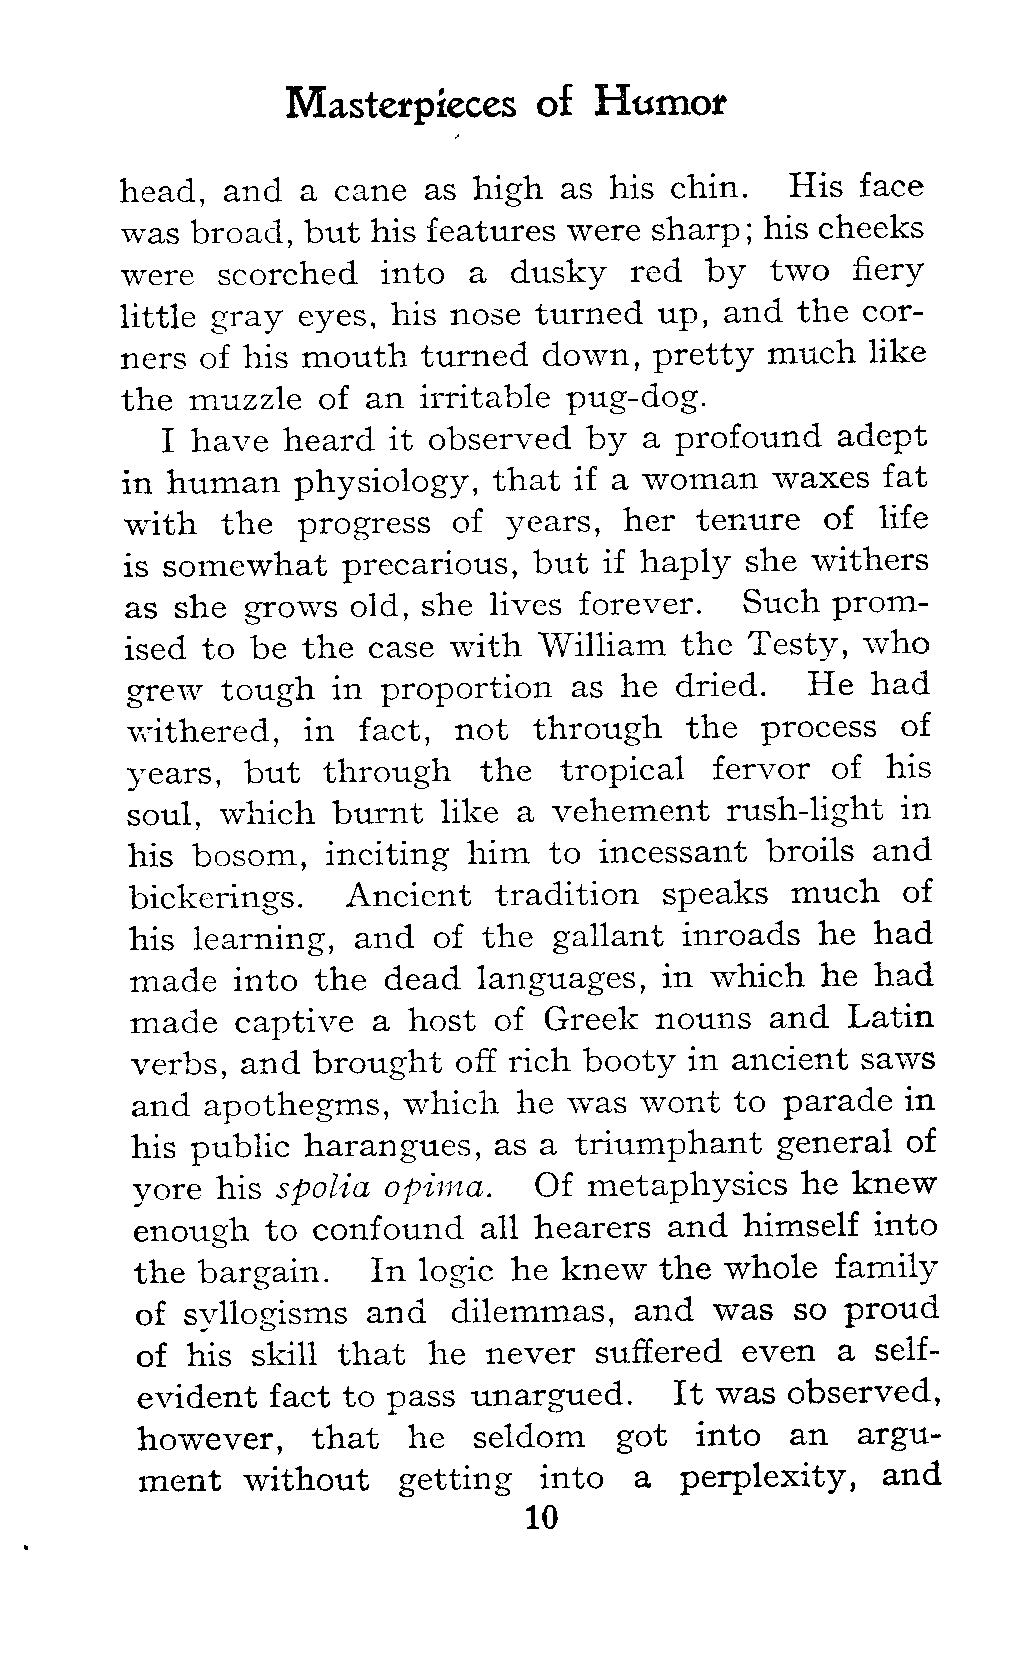 Masterpieces of Humor
head, and a cane as high as his chin. His face
was broad, but his features were sharp; his cheeks
were scorched into a dusky red by two fiery
little gray eyes, his nose turned up, and the cor-
ners of his mouth turned down, pretty much like
the muzzle of an irritable pug-dog.
I have heard it observed by a profound adept
in human physiology, that if a woman waxes fat
with the progress of years, her tenure of life
is somewhat precarious, but if haply she withers
as she grows old, she lives forever. Such prom-
ised to be the case with William the Testy, who
grew tough in proportion as he dried. He had
withered, in fact, not through the process of
years, but through the tropical fervor of his
soul, which burnt like a vehement rush-light in
his bosom, inciting him to incessant broils and
bickerings. Ancient tradition speaks much of
his learning, and of the gallant inroads he had
made into the dead languages, in which he had
made captive a host of Greek nouns and Latin
verbs, and brought off rich booty in ancient saws
and apothegms, which he was wont to parade in
his public harangues, as a triumphant general of
yore his spolia opima. Of metaphysics he knew
enough to confound all hearers and himself into
the bargain. In logic he knew the whole family
of syllogisms and dilemmas, and was so proud
of his skill that he never suffered even a self-
evident fact to pass unargued. It was observed,
however, that he seldom got into an argu-
ment without getting into a perplexity, and
10